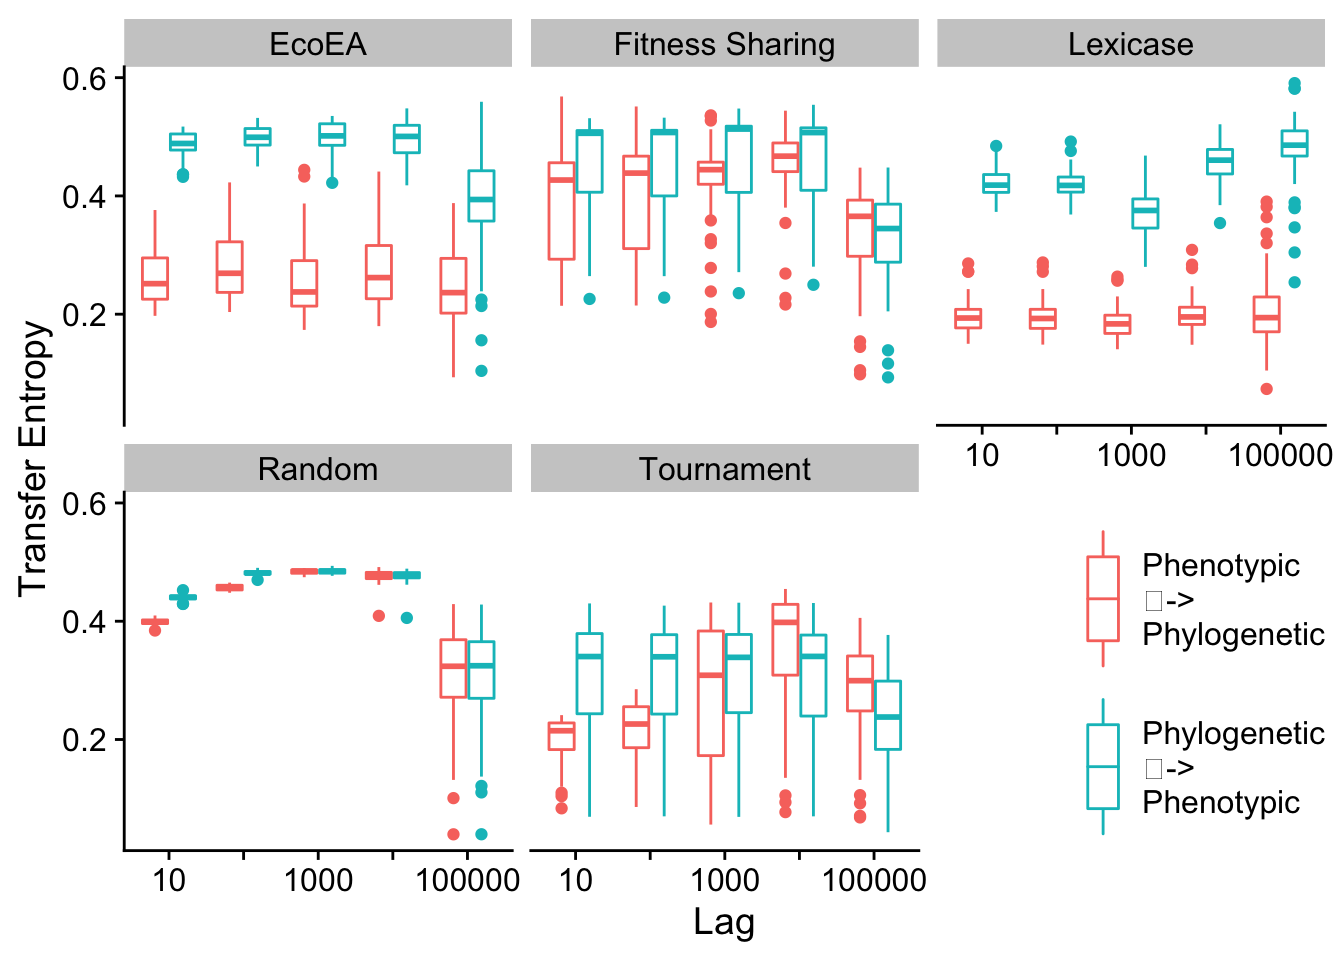 EcoEA
Fitness Sharing
Lexicase
0.6
0.4
0.2
10
1000
100000
Random
Tournament
0.6
0.4
0.2
10
1000
100000
10
1000
100000
Transfer Entropy
Lag
Phenotypic
□->
Phylogenetic
Phylogenetic
□->
Phenotypic